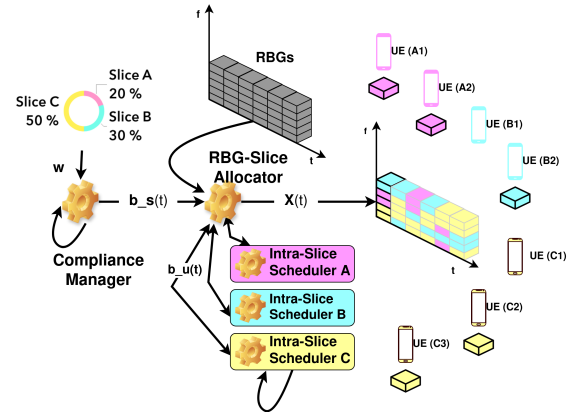 f
RBGs
t
Slice A
20 %
Slice C
50 %
Slice B
30 %
w
b_s(t)
Compliance
Manager
RBG-Slice
Allocator
X(t)
b_u(t)
Intra-Slice
Scheduler A
Intra-Slice
Scheduler B
Intra-Slice
Scheduler C
f
t
UE (A1)
UE (A2)
UE (B1)
UE (B2)
UE (C1)
UE (C2)
UE (C3)